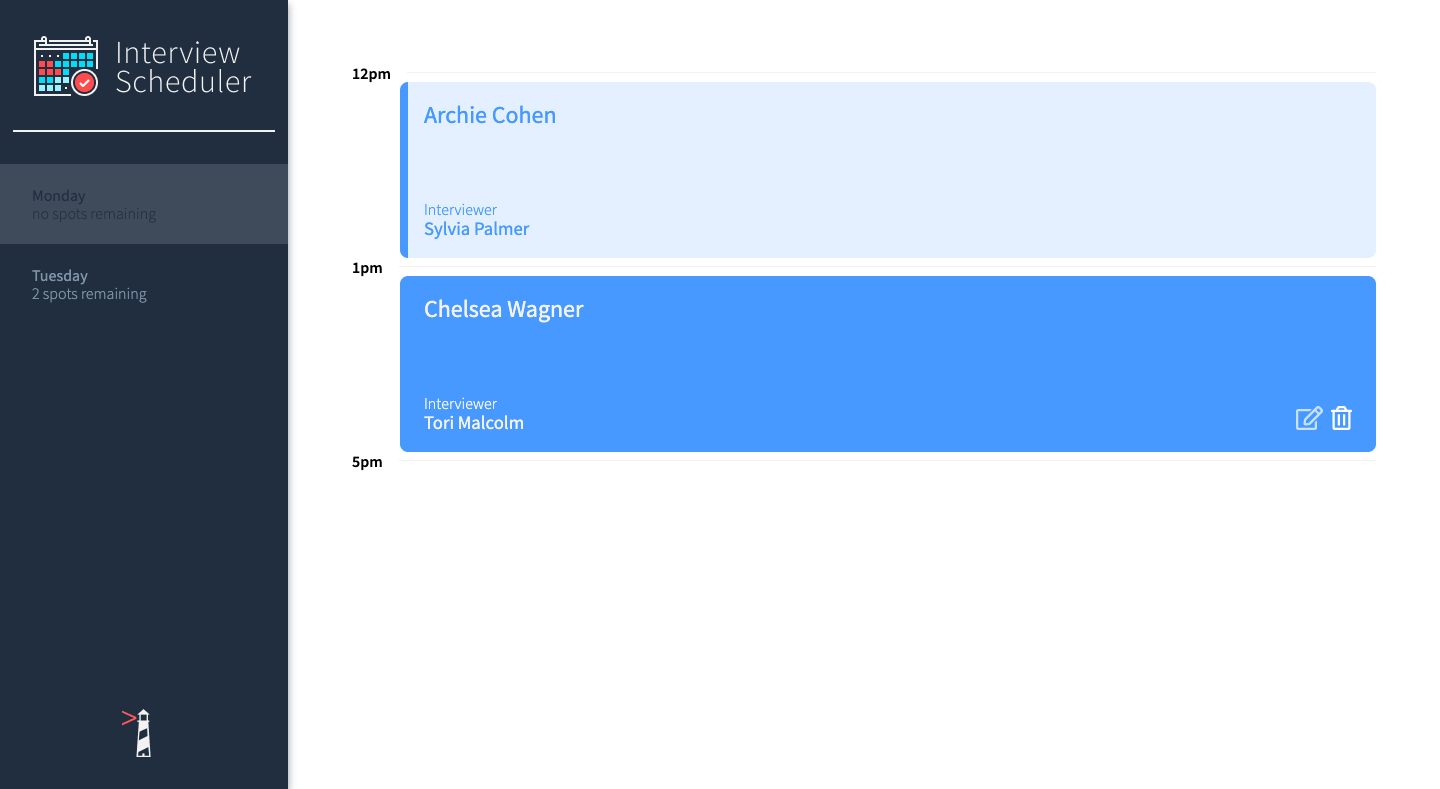 Interview
Scheduler
Monday
no spots remaining
Tuesday
2 spots remaining
12pm
Archie Cohen
Interviewer
Sylvia Palmer
1pm
Chelsea Wagner
Interviewer
Tori Malcolm
5pm